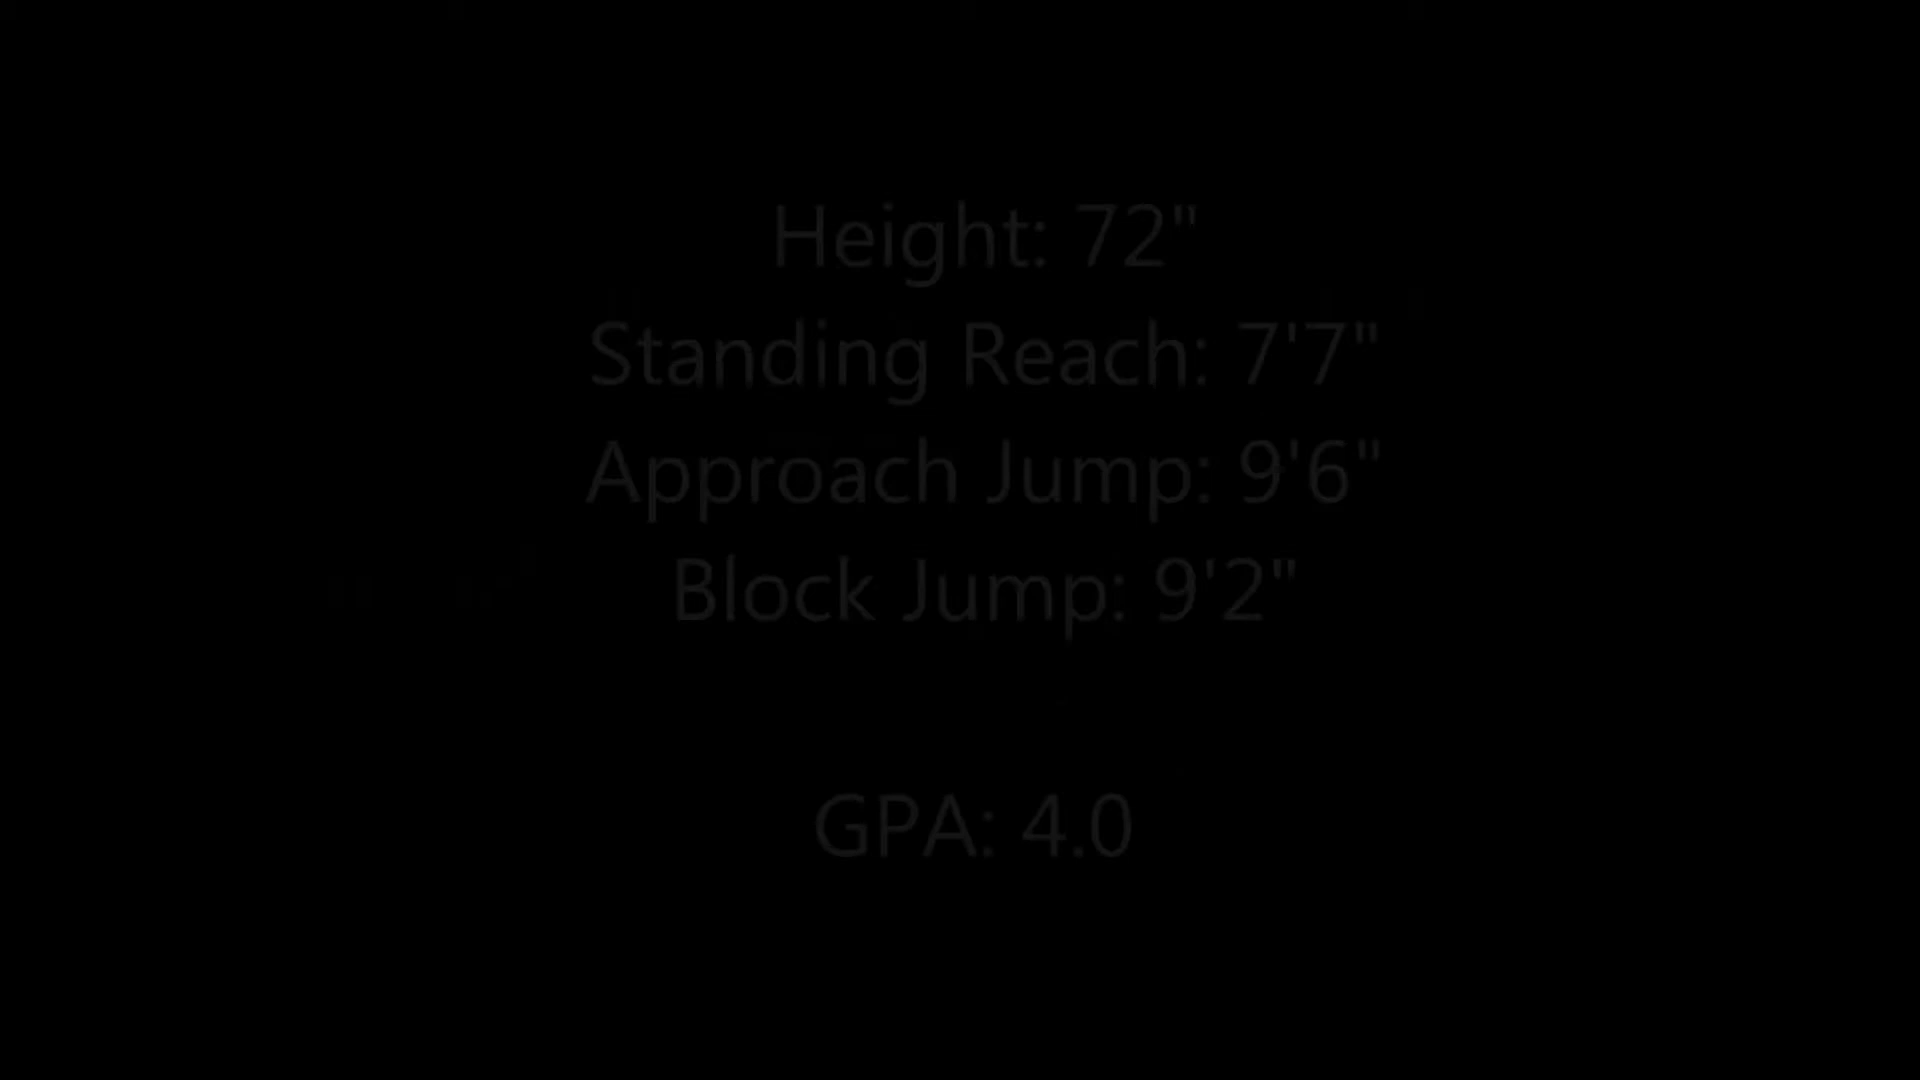 Height: 72"
Standing Reach: 7'7"
Approach Jump: 9'6"
Block Jump: 9'2"
GPA: 4.0